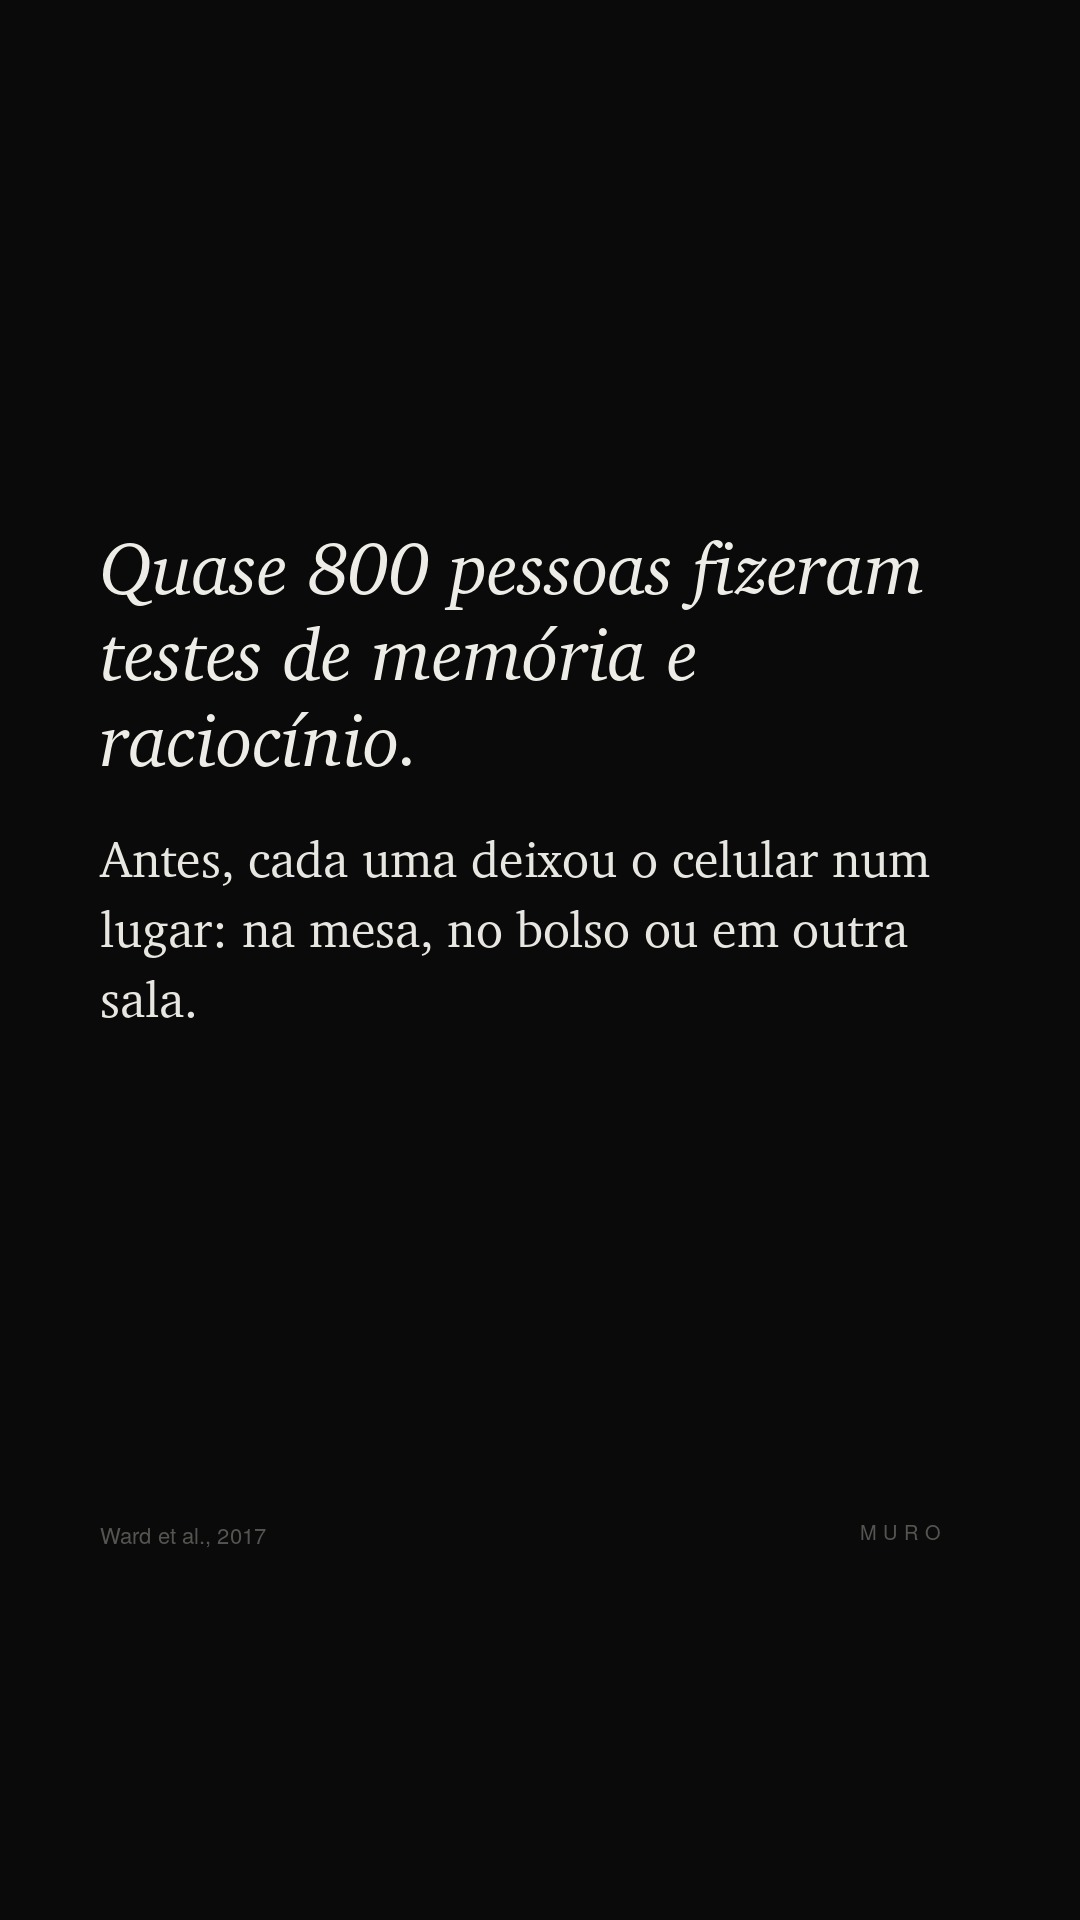 Quase 800 pessoas fizeram
testes de memória e
raciocínio.
Antes, cada uma deixou o celular num
lugar: na mesa, no bolso ou em outra
sala.
Ward et al., 2017
MURO